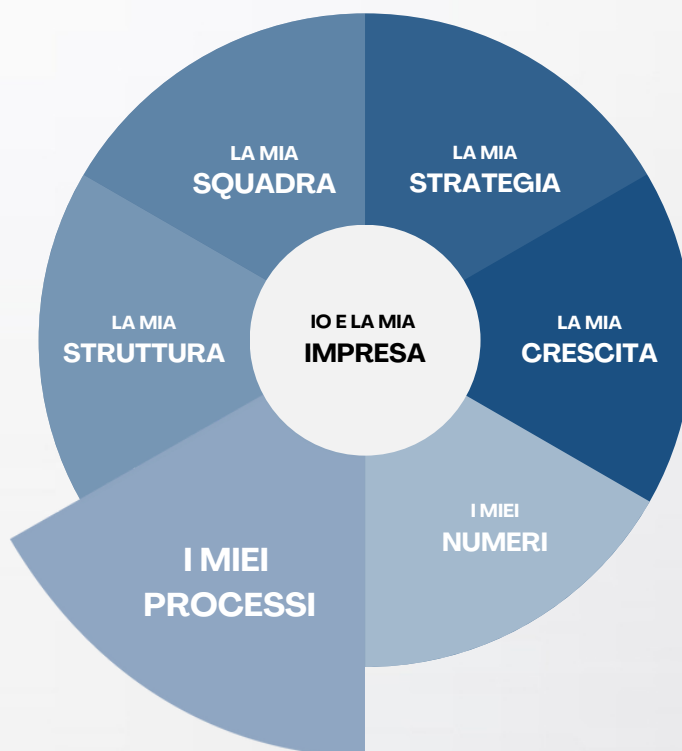 LA MIA
SQUADRA
LA MIA
STRATEGIA
LA MIA
STRUTTURA
IO E LA MIA
IMPRESA
LA MIA
CRESCITA
I MIEI
PROCESSI
I MIEI
NUMERI